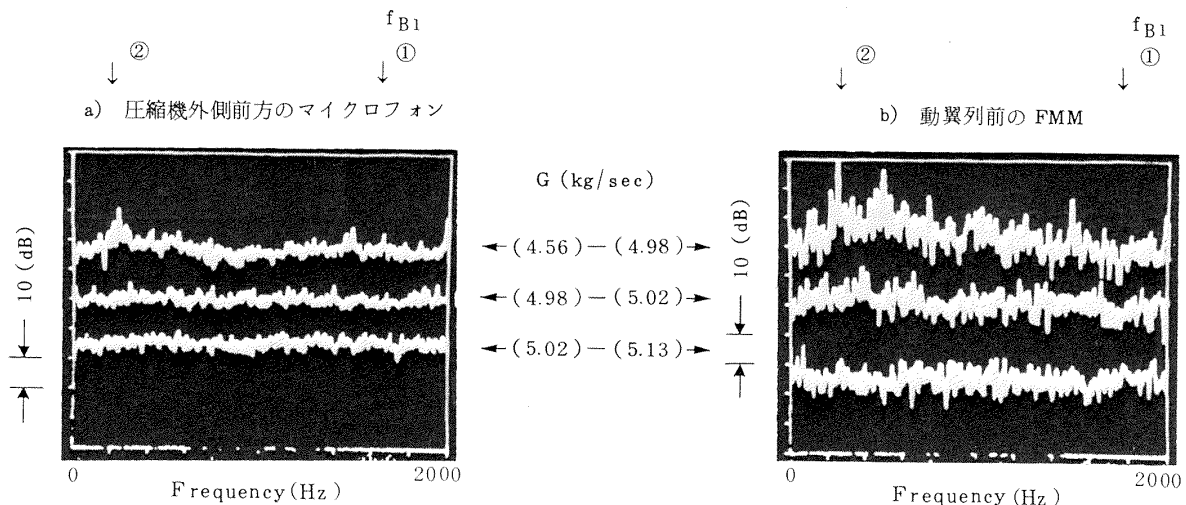 f_B1
② ①
↓ ↓
a) 圧縮機外側前方のマイクロフォン
10 (dB)
0 2000
Frequency(Hz)
G (kg/sec)
←(4.56)−(4.98)→
←(4.98)−(5.02)→
←(5.02)−(5.13)→
f_B1
② ①
↓ ↓
b) 動翼列前の FMM
10 (dB)
0 2000
Frequency(Hz)